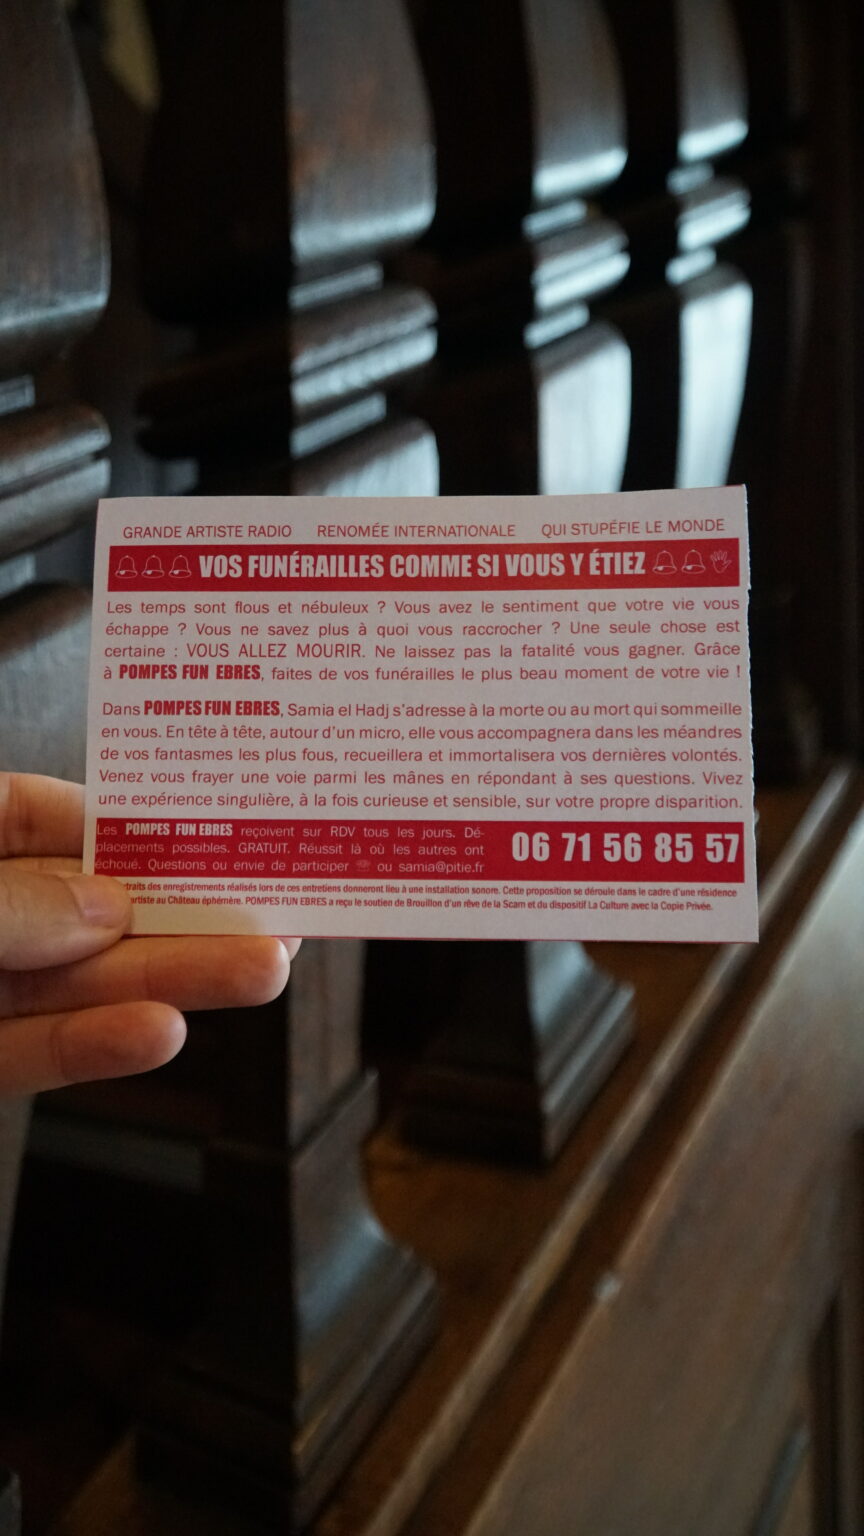 GRANDE ARTISTE RADIO RENOMÉE INTERNATIONALE QUI STUPÉFIE LE MONDE
VOS FUNÉRAILLES COMME SI VOUS Y ÉTIEZ
Les temps sont flous et nébuleux ? Vous avez le sentiment que votre vie vous
échappe ? Vous ne savez plus à quoi vous raccrocher ? Une seule chose est
certaine : VOUS ALLEZ MOURIR. Ne laissez pas la fatalité vous gagner. Grâce
à POMPES FUN EBRES, faites de vos funérailles le plus beau moment de votre vie !
Dans POMPES FUN EBRES, Samia el Hadj s'adresse à la morte ou au mort qui sommeille
en vous. En tête à tête, autour d'un micro, elle vous accompagnera dans les méandres
de vos fantasmes les plus fous, recueillera et immortalisera vos dernières volontés.
Venez vous frayer une voie parmi les mânes en répondant à ses questions. Vivez
une expérience singulière, à la fois curieuse et sensible, sur votre propre disparition.
Les POMPES FUN EBRES reçoivent sur RDV tous les jours. Dé-
placements possibles. GRATUIT. Réussit là où les autres ont
échoué. Questions ou envie de participer ☏ ou samia@pitie.fr
06 71 56 85 57
traits des enregistrements réalisés lors de ces entretiens donneront lieu à une installation sonore. Cette proposition se déroule dans le cadre d'une résidence
artiste au Château éphémère. POMPES FUN EBRES a reçu le soutien de Brouillon d'un rêve de la Scam et du dispositif La Culture avec la Copie Privée.